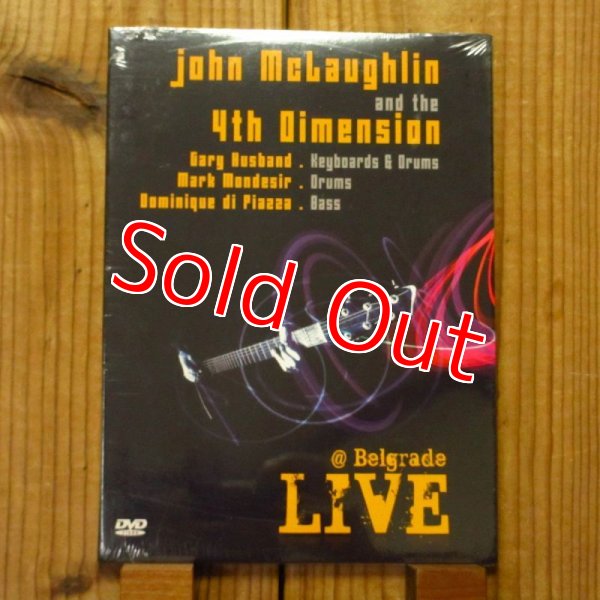 john McLaughlin
and the
4th Dimension
Gary Husband . Keyboards & Drums
Mark Mondesir . Drums
Dominique di Piazza . Bass
Sold Out
@ Belgrade
LIVE
DVD